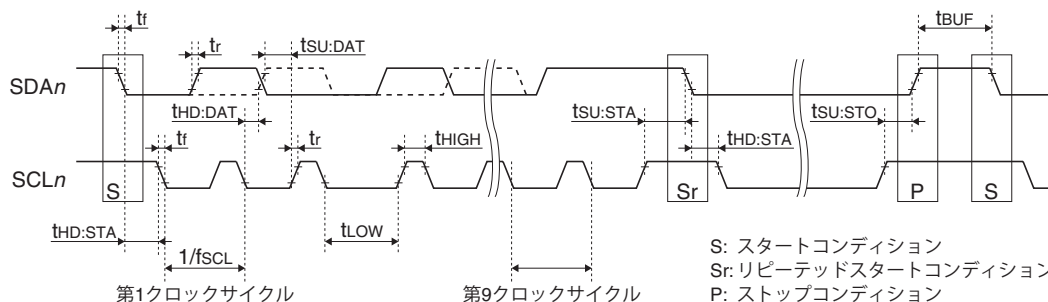 tf
tr
tSU:DAT
tBUF
SDAn
tHD:DAT
tSU:STA
tSU:STO
tf
tr
tHIGH
tHD:STA
SCLn
S
Sr
P
S
tHD:STA
tLOW
1/fSCL
第1クロックサイクル
第9クロックサイクル
S: スタートコンディション
Sr: リピーテッドスタートコンディション
P: ストップコンディション